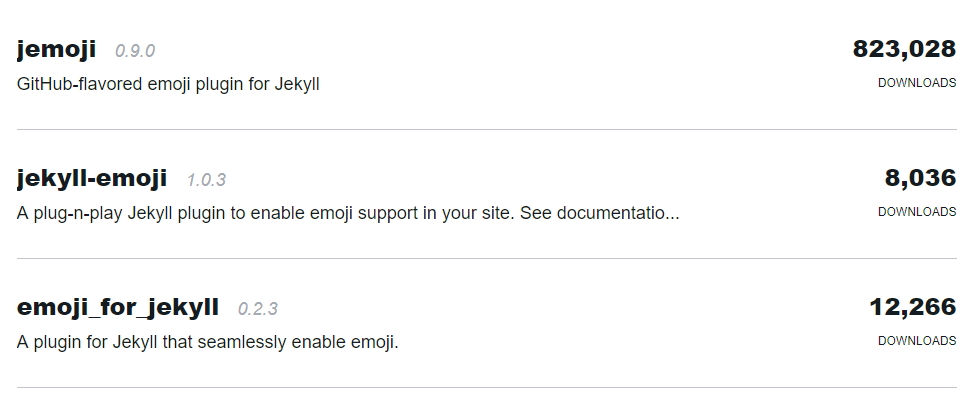 jemoji 0.9.0 823,028
GitHub-flavored emoji plugin for Jekyll DOWNLOADS
jekyll-emoji 1.0.3 8,036
A plug-n-play Jekyll plugin to enable emoji support in your site. See documentatio... DOWNLOADS
emoji_for_jekyll 0.2.3 12,266
A plugin for Jekyll that seamlessly enable emoji. DOWNLOADS